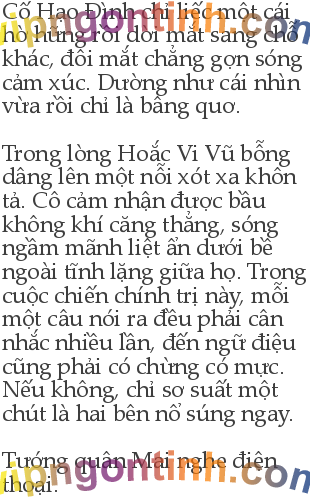 Cố Hạo Đình chỉ liếc một cái
hờ hững rồi dời mắt sang chỗ
khác, đôi mắt chẳng gợn sóng
cảm xúc. Dường như cái nhìn
vừa rồi chỉ là bâng quơ.

Trong lòng Hoắc Vi Vũ bỗng
dâng lên một nỗi xót xa khôn
tả. Cô cảm nhận được bầu
không khí căng thẳng, sóng
ngầm mãnh liệt ẩn dưới bề
ngoài tĩnh lặng giữa họ. Trong
cuộc chiến chính trị này, mỗi
một câu nói ra đều phải cân
nhắc nhiều lần, đến ngữ điệu
cũng phải có chừng có mực.
Nếu không, chỉ sơ suất một
chút là hai bên nổ súng ngay.

Tướng quân Mai nghe điện
thoại.
vipngontinh.com
vipngontinh.com